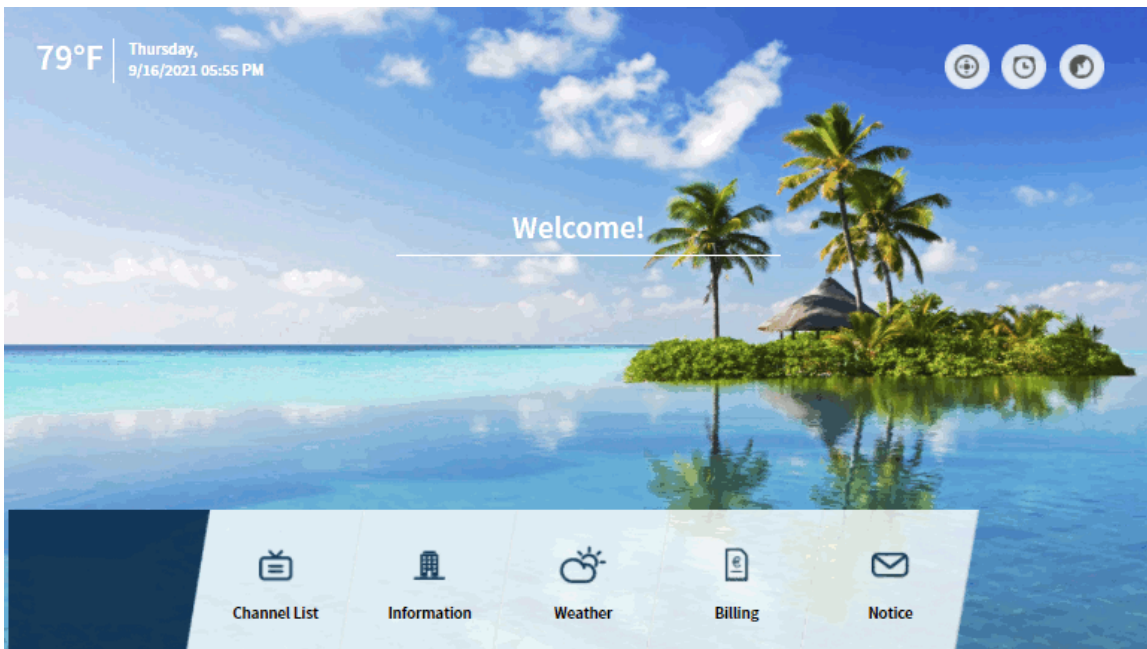 79°F
Thursday,
9/16/2021 05:55 PM
Welcome!
Channel List
Information
Weather
Billing
Notice